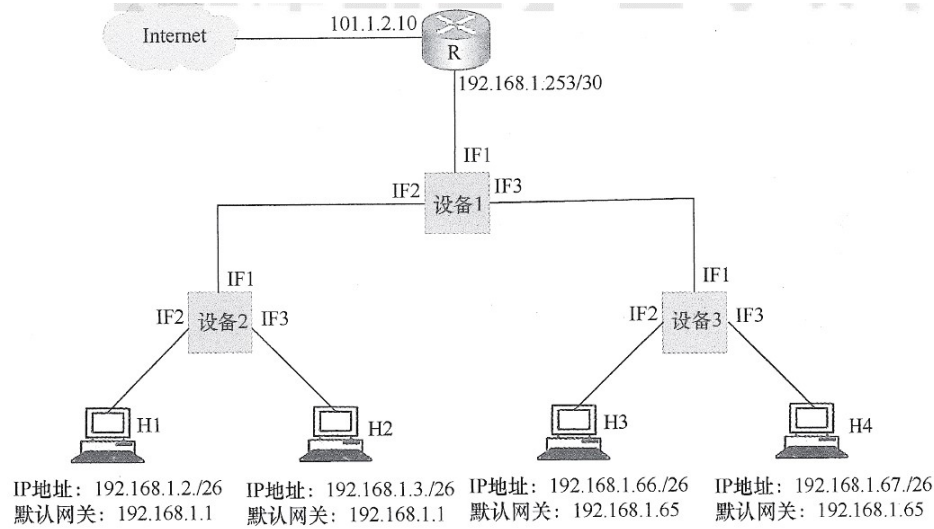 Internet
101.1.2.10
R
192.168.1.253/30
IF1
IF2
IF3
设备1
IF1
IF2
设备2
IF3
IF1
IF2
设备3
IF3
H1
H2
H3
H4
IP地址：192.168.1.2./26
默认网关：192.168.1.1
IP地址：192.168.1.3./26
默认网关：192.168.1.1
IP地址：192.168.1.66./26
默认网关：192.168.1.65
IP地址：192.168.1.67./26
默认网关：192.168.1.65